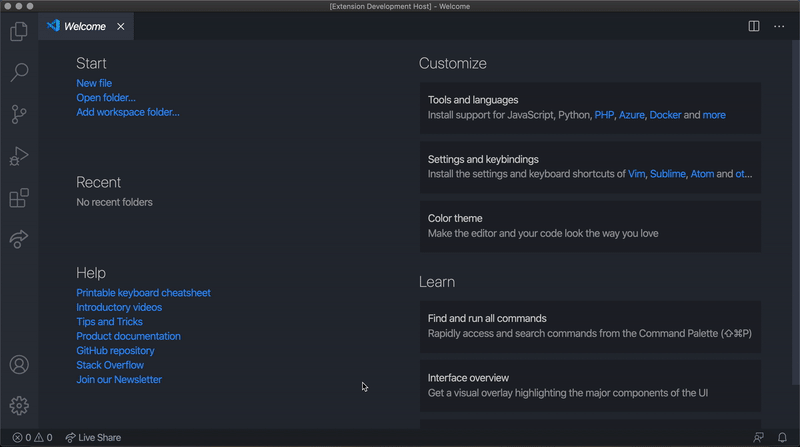 [Extension Development Host] - Welcome
Welcome
Start
New file
Open folder...
Add workspace folder...
Recent
No recent folders
Help
Printable keyboard cheatsheet
Introductory videos
Tips and Tricks
Product documentation
GitHub repository
Stack Overflow
Join our Newsletter
Customize
Tools and languages
Install support for JavaScript, Python, PHP, Azure, Docker and more
Settings and keybindings
Install the settings and keyboard shortcuts of Vim, Sublime, Atom and ot...
Color theme
Make the editor and your code look the way you love
Learn
Find and run all commands
Rapidly access and search commands from the Command Palette (⇧⌘P)
Interface overview
Get a visual overlay highlighting the major components of the UI
0 0 Live Share